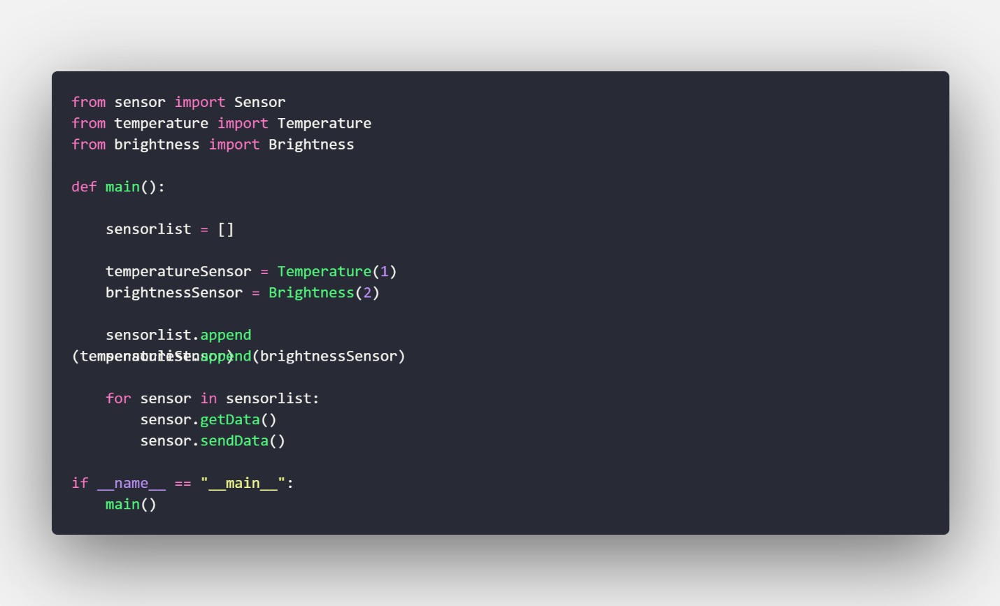 from sensor import Sensor
from temperature import Temperature
from brightness import Brightness
def main():
sensorlist = []
temperatureSensor = Temperature(1)
brightnessSensor = Brightness(2)
sensorlist.append
(temperatureSensor)
sensorlist.append(brightnessSensor)
for sensor in sensorlist:
sensor.getData()
sensor.sendData()
if __name__ == "__main__":
main()